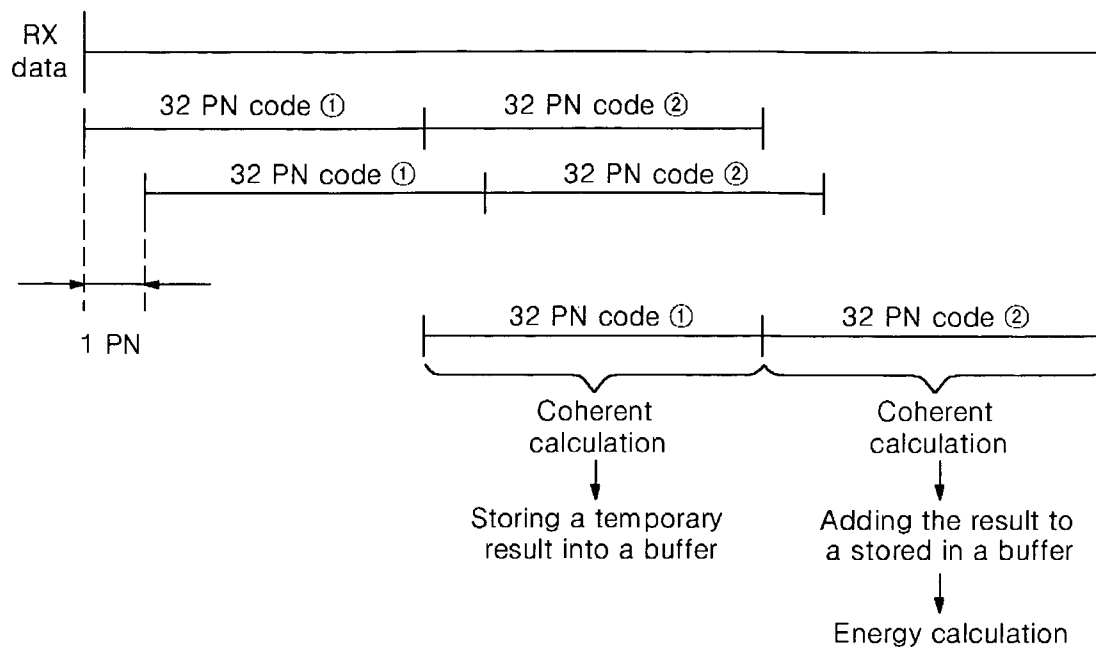 RX
data
32 PN code ①
32 PN code ②
32 PN code ①
32 PN code ②
1 PN
32 PN code ①
32 PN code ②
Coherent
calculation
Coherent
calculation
Storing a temporary
result into a buffer
Adding the result to
a stored in a buffer
Energy calculation